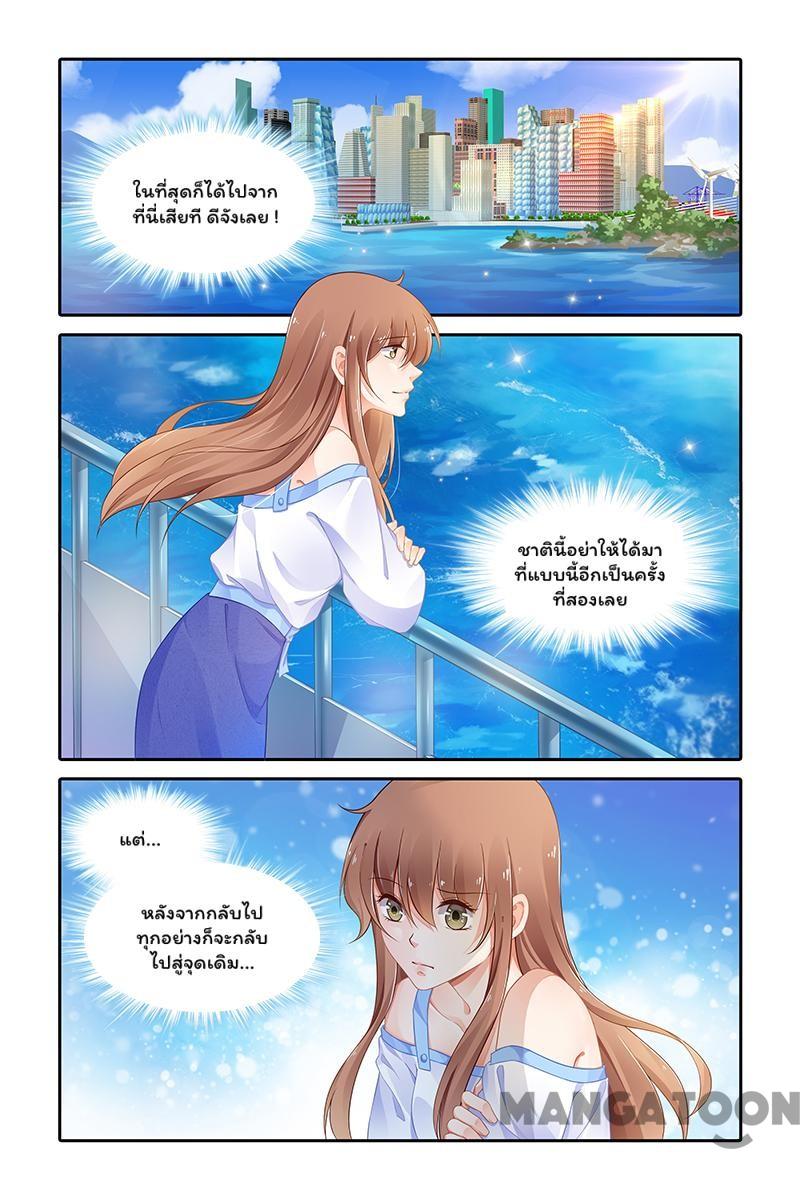 ในที่สุดก็ได้ไปจาก
ที่นี่เสียที ดีจังเลย !
ชาตินี้อย่าให้ได้มา
ที่แบบนี้อีกเป็นครั้ง
ที่สองเลย
แต่...
หลังจากกลับไป
ทุกอย่างก็จะกลับ
ไปสู่จุดเดิม...
MANGATOON